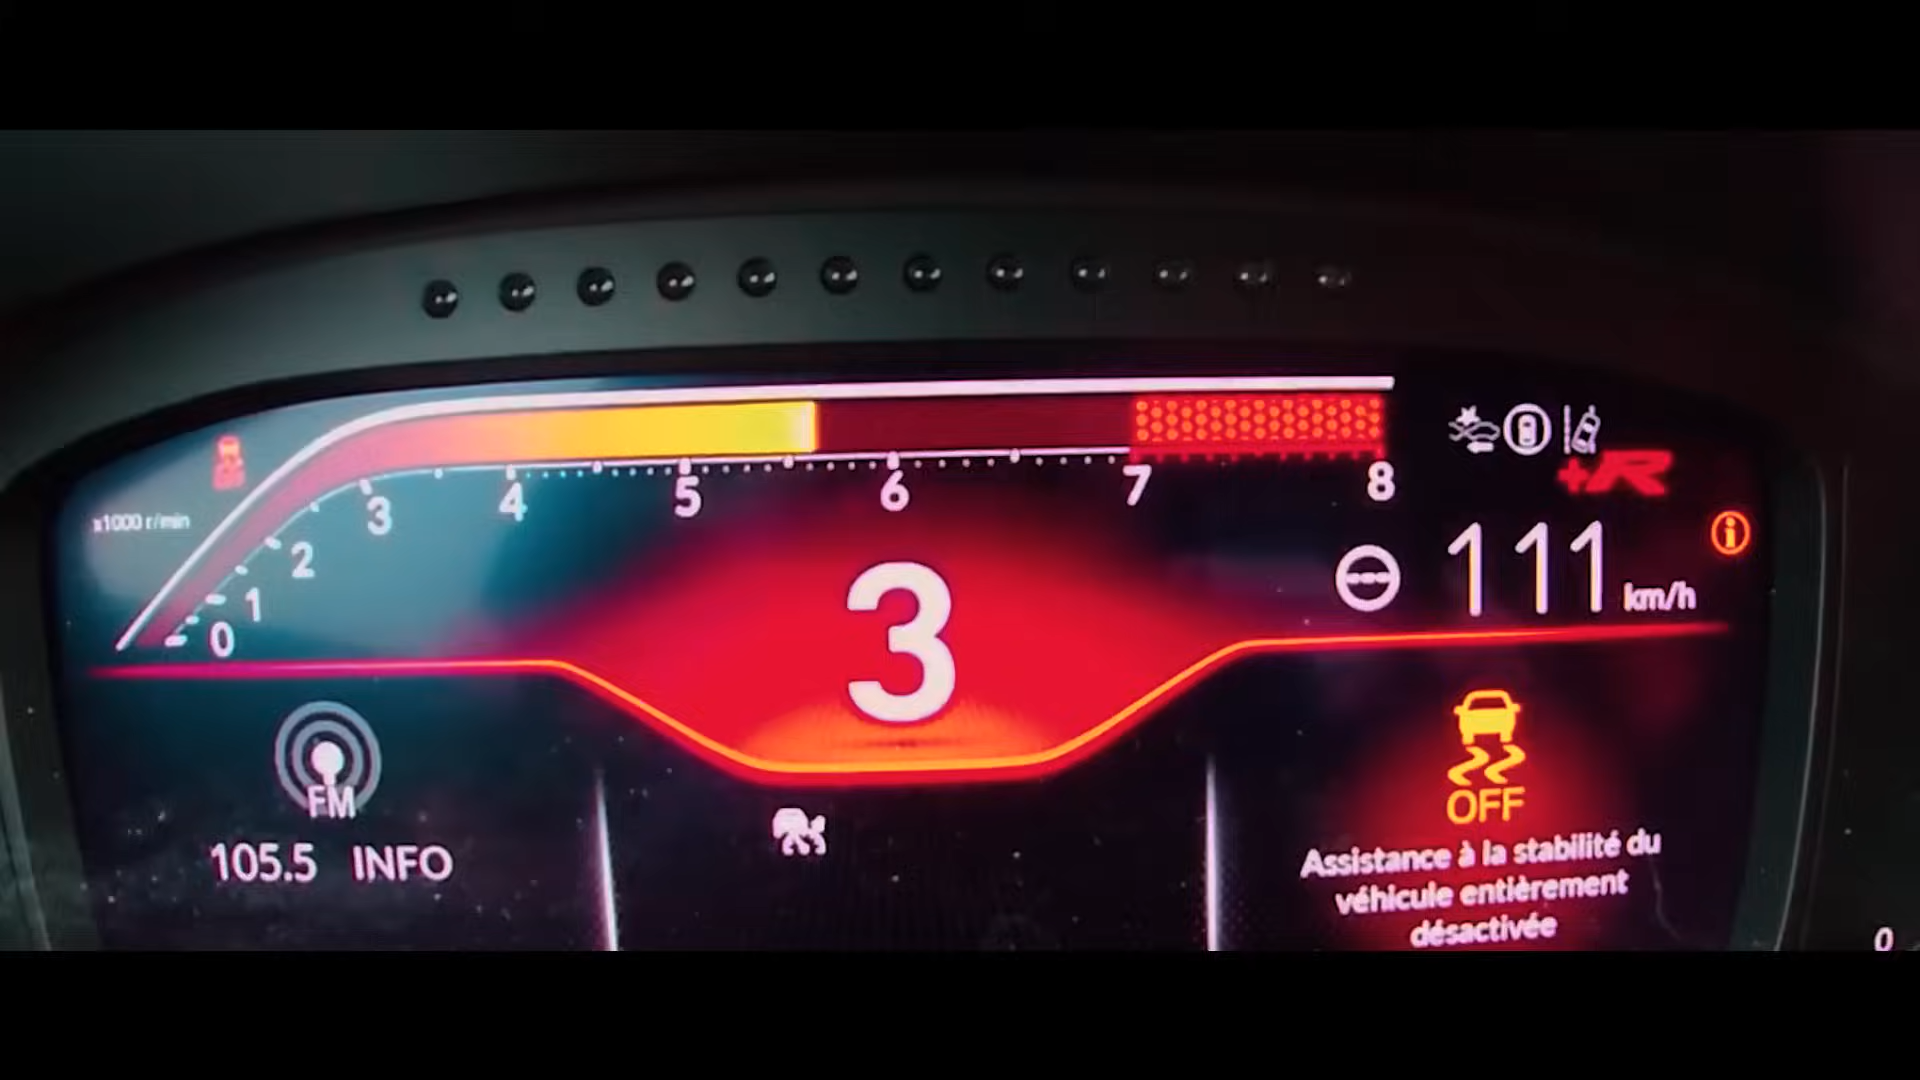 x1000 r/min
0
1
2
3
4
5
6
7
8
+R
111 km/h
3
FM
105.5 INFO
OFF
Assistance à la stabilité du
véhicule entièrement
désactivée
0